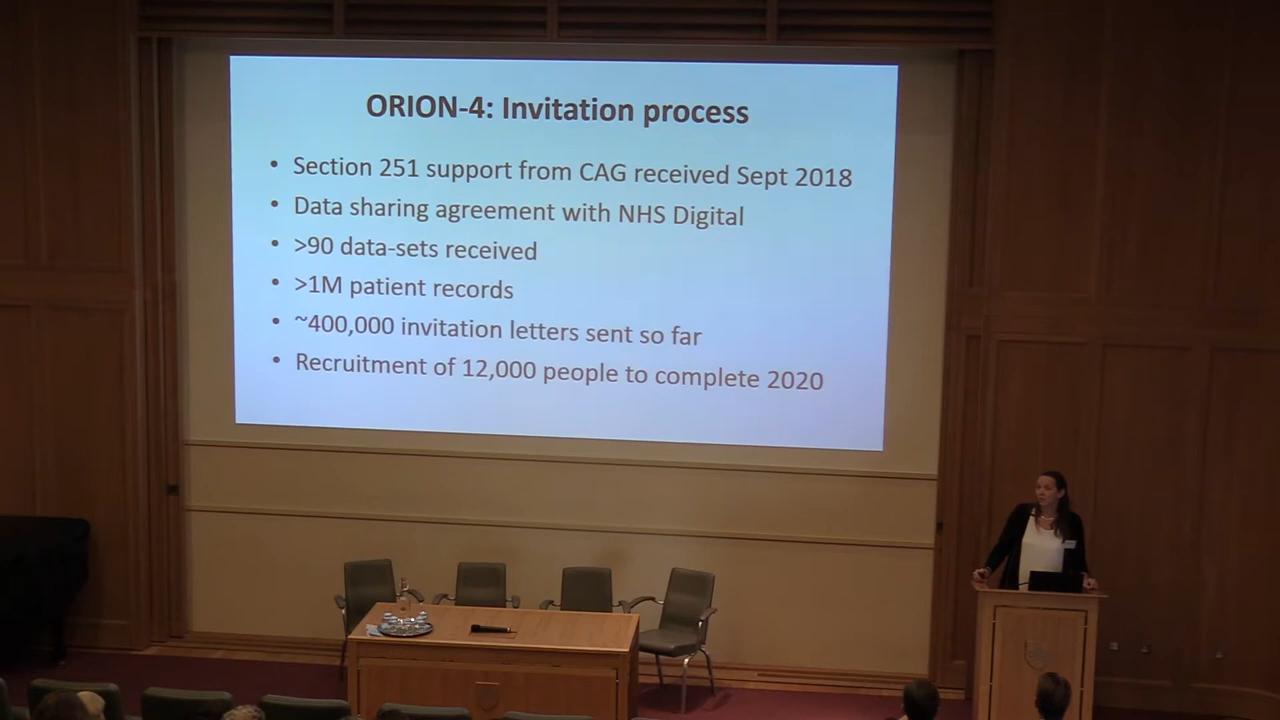 ORION-4: Invitation process
• Section 251 support from CAG received Sept 2018
• Data sharing agreement with NHS Digital
• >90 data-sets received
• >1M patient records
• ~400,000 invitation letters sent so far
• Recruitment of 12,000 people to complete 2020